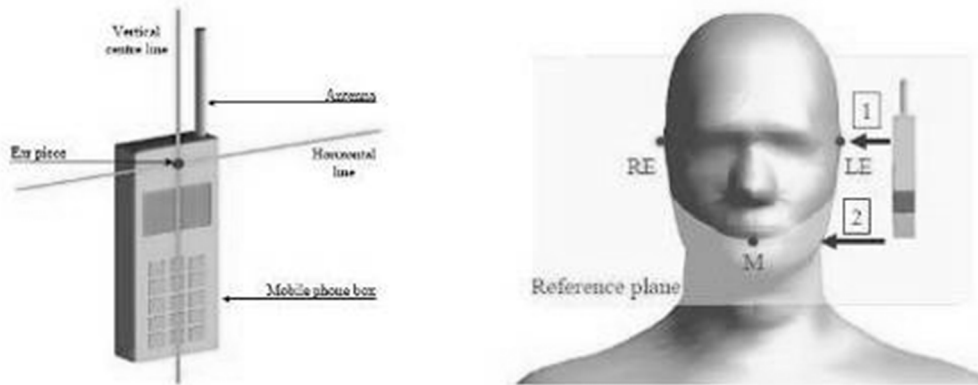 Vertical
centre line
Antenna
Ear piece
Horizontal
line
Mobile phone box
1
RE
LE
2
M
Reference plane